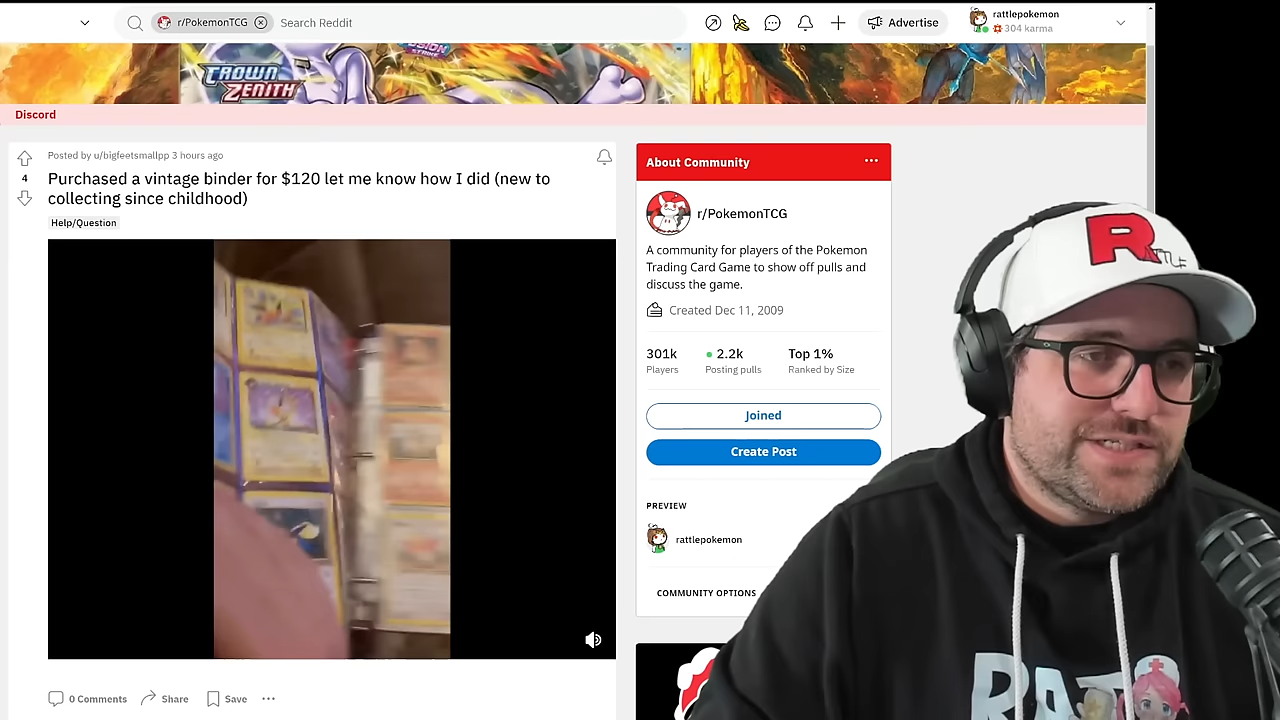 r/PokemonTCG
Search Reddit
Advertise
rattlepokemon
304 karma
CROWN
ZENITH
Discord
Posted by u/bigfeetsmallpp 3 hours ago
4
Purchased a vintage binder for $120 let me know how I did (new to
collecting since childhood)
Help/Question
0 Comments
Share
Save
About Community
r/PokemonTCG
A community for players of the Pokemon
Trading Card Game to show off pulls and
discuss the game.
Created Dec 11, 2009
301k
2.2k
Top 1%
Players
Posting pulls
Ranked by Size
Joined
Create Post
PREVIEW
rattlepokemon
COMMUNITY OPTIONS
R